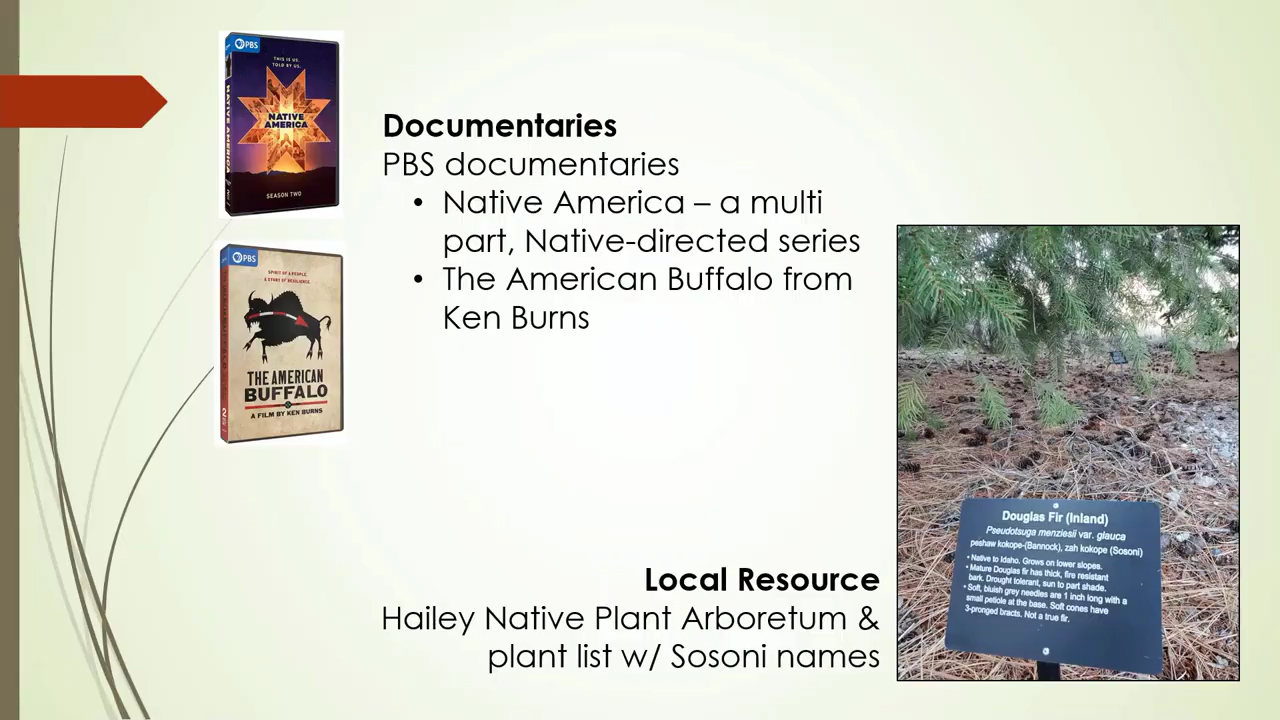 PBS
THIS IS US.
TOLD BY US.
NATIVE
AMERICA
NATIVE AMERICA
SEASON TWO
Documentaries
PBS documentaries
• Native America – a multi
part, Native-directed series
• The American Buffalo from
Ken Burns
PBS
SPIRIT OF A PEOPLE.
A STORY OF RESILIENCE.
THE AMERICAN
BUFFALO
A FILM BY KEN BURNS
Local Resource
Hailey Native Plant Arboretum &
plant list w/ Sosoni names
Douglas Fir (Inland)
Pseudotsuga menziesii var. glauca
peshaw kokope-(Bannock), zah kokope (Sosoni)
• Native to Idaho. Grows on lower slopes.
• Mature Douglas fir has thick, fire resistant
bark. Drought tolerant, sun to part shade.
• Soft, bluish grey needles are 1 inch long with a
small petiole at the base. Soft cones have
3-pronged bracts. Not a true fir.